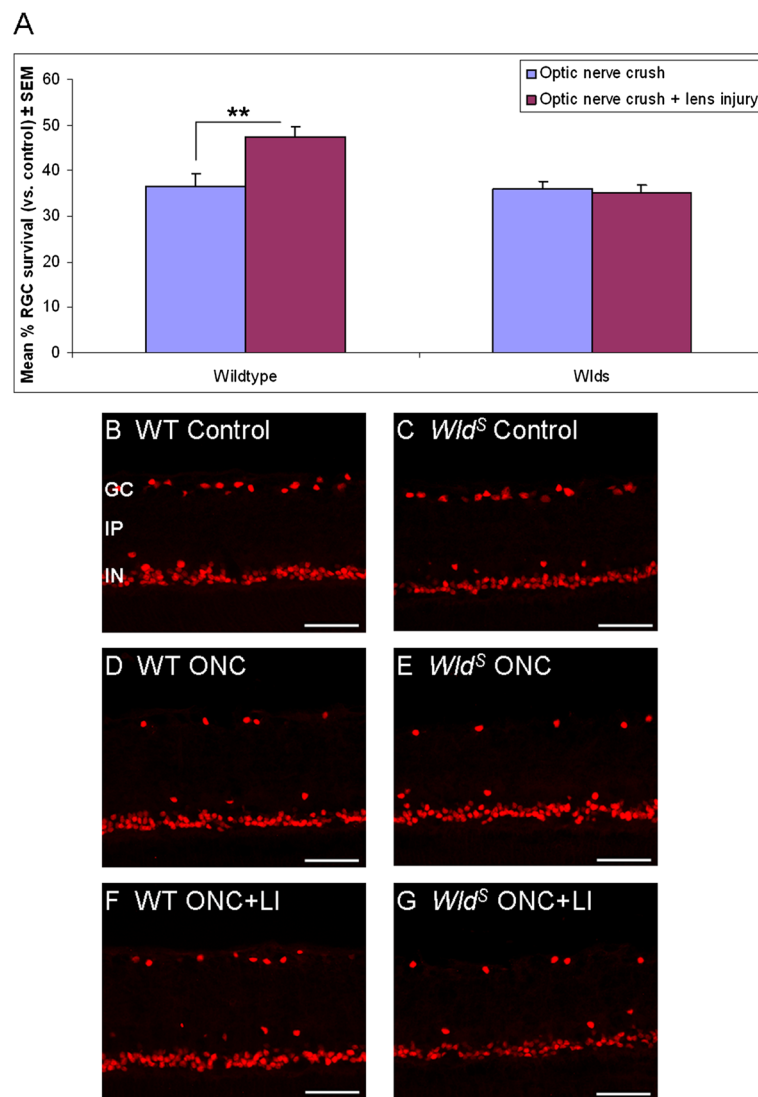 A
Mean % RGC survival (vs. control) ± SEM
60
50
40
30
20
10
0
**
Optic nerve crush
Optic nerve crush + lens injury
Wildtype
Wlds
B WT Control
GC
IP
IN
C Wldˢ Control
D WT ONC
E Wldˢ ONC
F WT ONC+LI
G Wldˢ ONC+LI